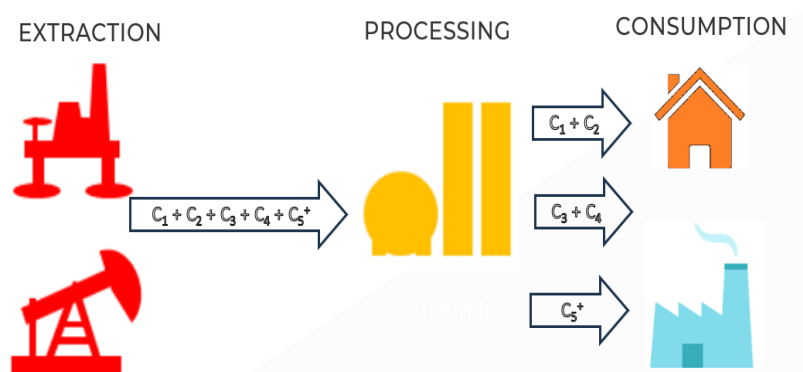 EXTRACTION
PROCESSING
CONSUMPTION
C₁ + C₂
C₁ + C₂ + C₃ + C₄ + C₅⁺
C₃ + C₄
C₅⁺